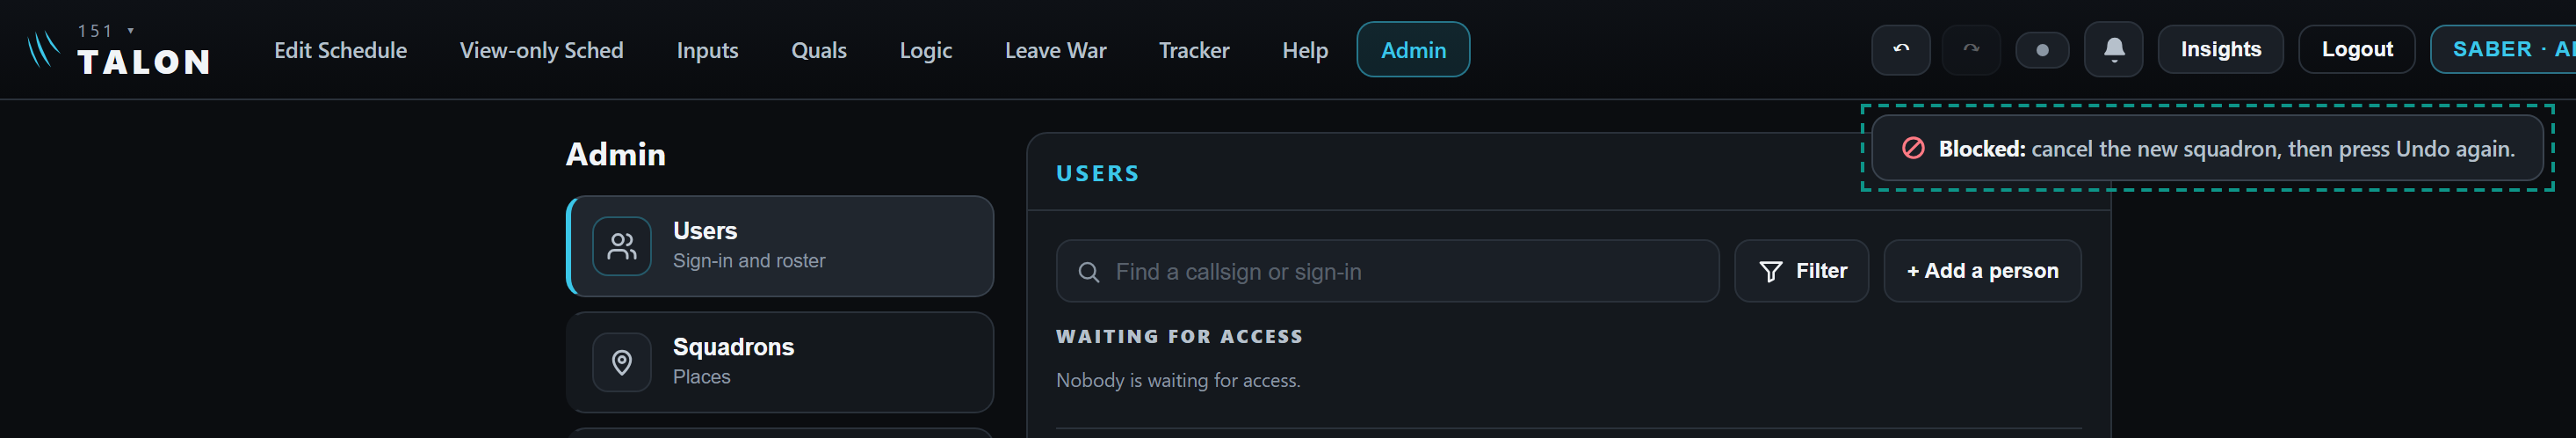 151 ▾
TALON
Edit Schedule
View-only Sched
Inputs
Quals
Logic
Leave War
Tracker
Help
Admin
Insights
Logout
SABER ·
Blocked: cancel the new squadron, then press Undo again.
Admin
Users
Sign-in and roster
Squadrons
Places
USERS
Find a callsign or sign-in
Filter
+ Add a person
WAITING FOR ACCESS
Nobody is waiting for access.